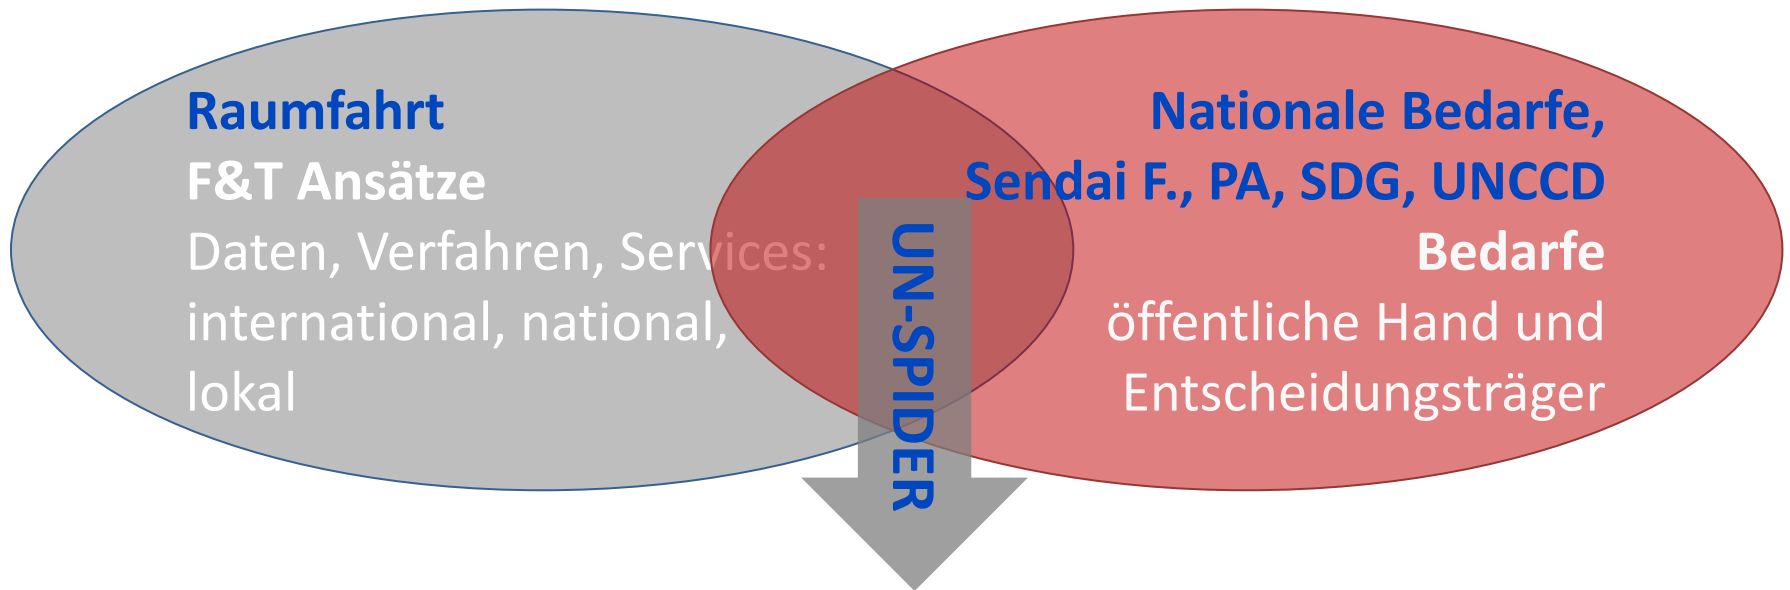 Raumfahrt
F&T Ansätze
Daten, Verfahren, Services:
international, national,
lokal
Nationale Bedarfe,
Sendai F., PA, SDG, UNCCD
Bedarfe
öffentliche Hand und
Entscheidungsträger
UN-SPIDER